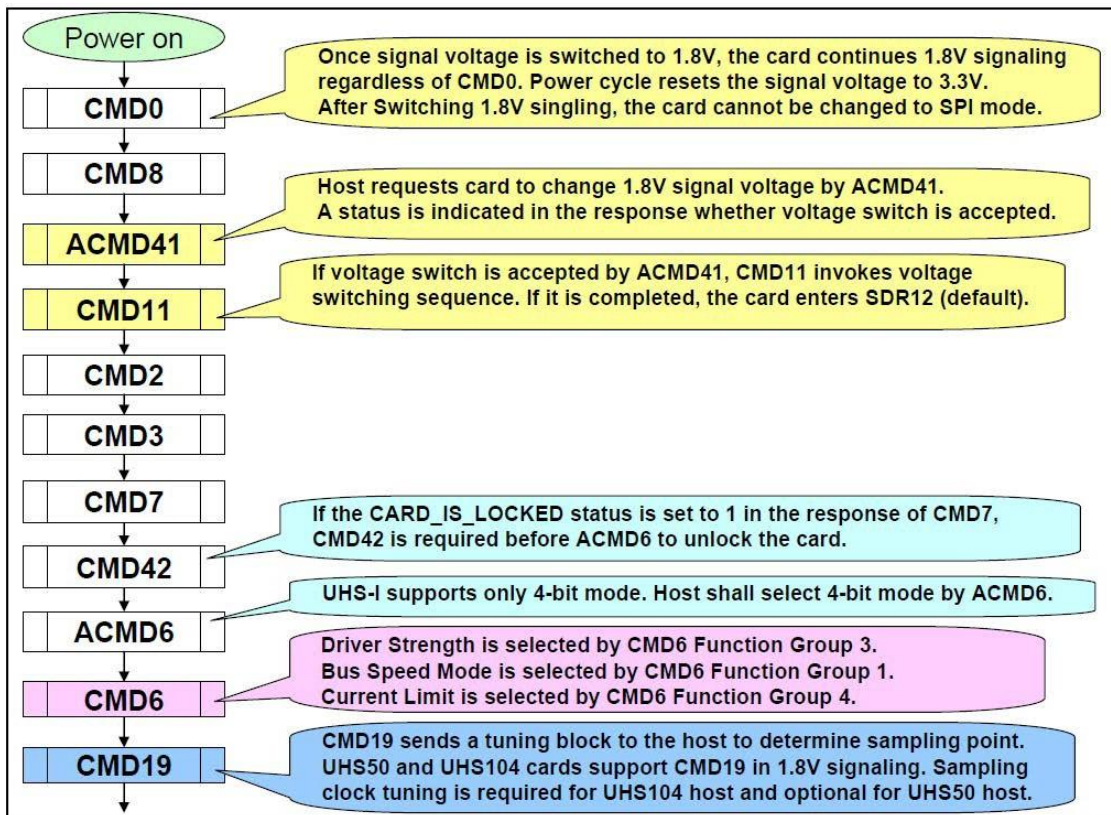 Power on
Once signal voltage is switched to 1.8V, the card continues 1.8V signaling
regardless of CMD0. Power cycle resets the signal voltage to 3.3V.
After Switching 1.8V singling, the card cannot be changed to SPI mode.
CMD0
CMD8
Host requests card to change 1.8V signal voltage by ACMD41.
A status is indicated in the response whether voltage switch is accepted.
ACMD41
If voltage switch is accepted by ACMD41, CMD11 invokes voltage
switching sequence. If it is completed, the card enters SDR12 (default).
CMD11
CMD2
CMD3
CMD7
If the CARD_IS_LOCKED status is set to 1 in the response of CMD7,
CMD42 is required before ACMD6 to unlock the card.
CMD42
UHS-I supports only 4-bit mode. Host shall select 4-bit mode by ACMD6.
ACMD6
Driver Strength is selected by CMD6 Function Group 3.
Bus Speed Mode is selected by CMD6 Function Group 1.
Current Limit is selected by CMD6 Function Group 4.
CMD6
CMD19 sends a tuning block to the host to determine sampling point.
UHS50 and UHS104 cards support CMD19 in 1.8V signaling. Sampling
clock tuning is required for UHS104 host and optional for UHS50 host.
CMD19